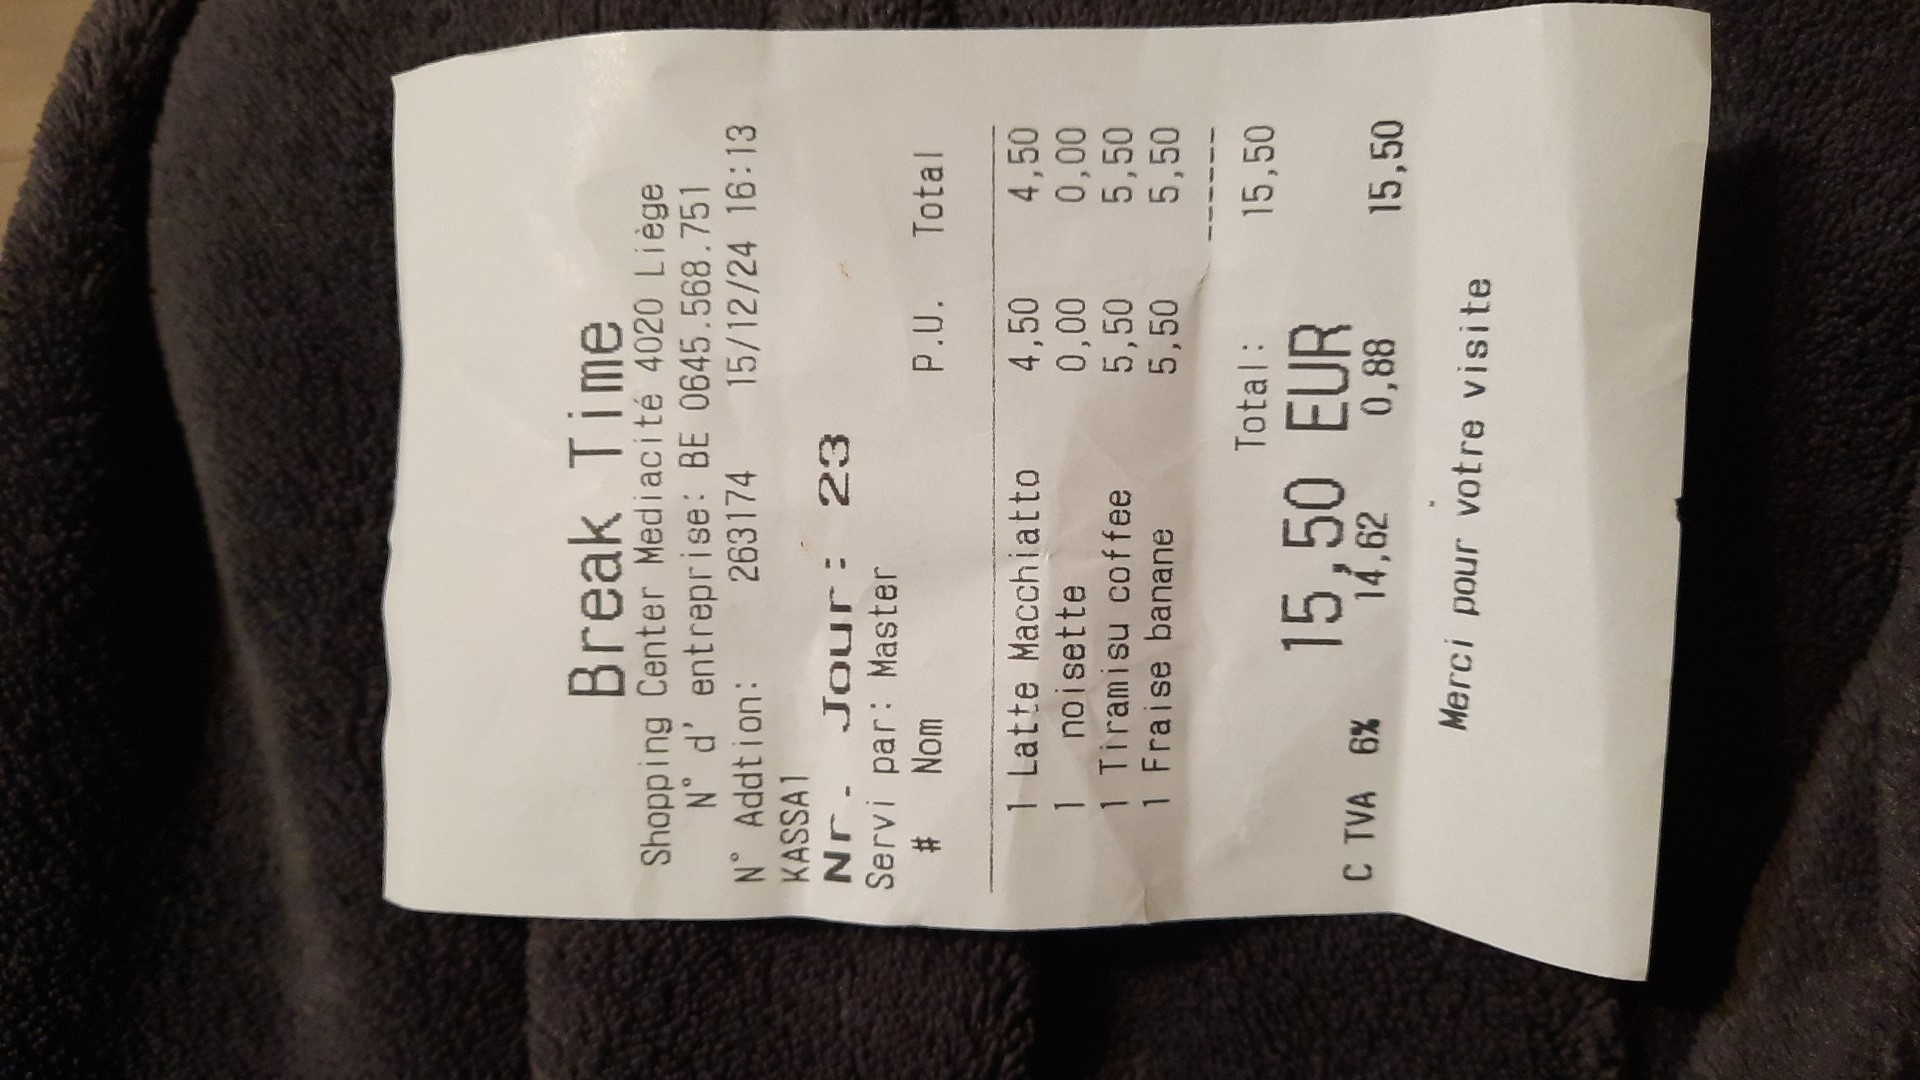 Break Time
Shopping Center Mediacité 4020 Liège
N° d' entreprise: BE 0645.568.751
N° Addtion: 263174 15/12/24 16:13
KASSA1
Nr. Jour: 23
Servi par: Master
# Nom P.U. Total
1 Latte Macchiatto 4,50 4,50
1 noisette 0,00 0,00
1 Tiramisu coffee 5,50 5,50
1 Fraise banane 5,50 5,50
------
Total: 15,50
15,50 EUR
C TVA 6% 14,62 0,88 15,50
Merci pour votre visite